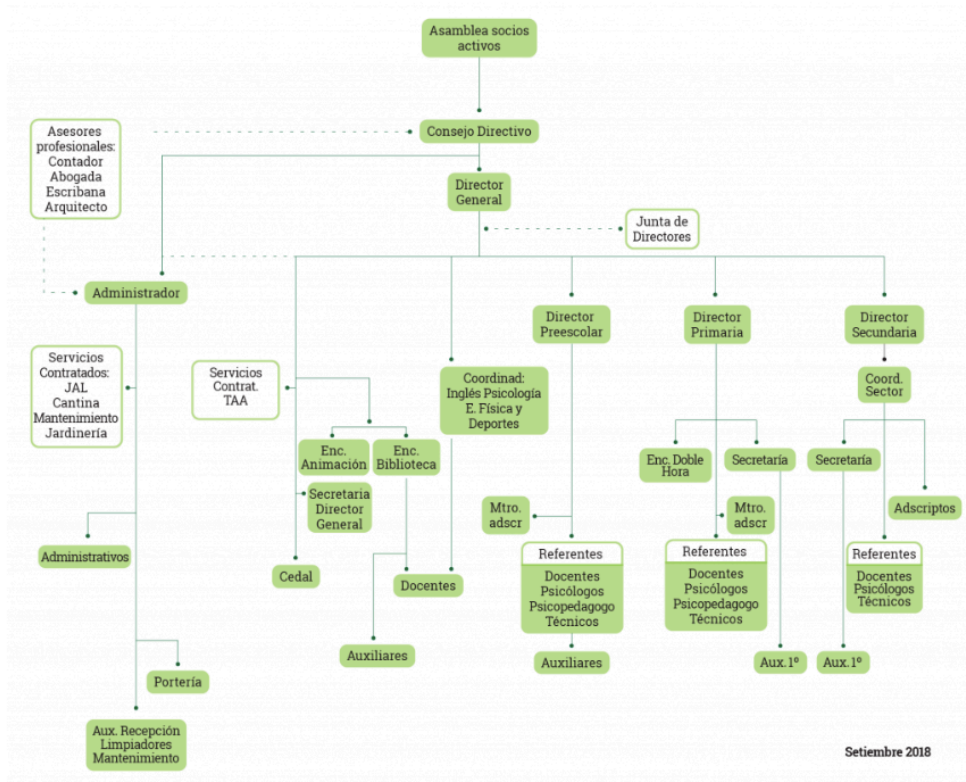 Asamblea socios
activos
Asesores
profesionales:
Contador
Abogada
Escribana
Arquitecto
Consejo Directivo
Director
General
Junta de
Directores
Administrador
Director
Preescolar
Director
Primaria
Director
Secundaria
Servicios
Contratados:
JAL
Cantina
Mantenimiento
Jardinería
Servicios
Contrat.
TAA
Coordinad:
Inglés Psicología
E. Física y
Deportes
Coord.
Sector
Enc.
Animación
Enc.
Biblioteca
Enc. Doble
Hora
Secretaría
Secretaría
Secretaria
Director
General
Mtro.
adscr
Mtro.
adscr
Adscriptos
Administrativos
Cedal
Docentes
Referentes
Docentes
Psicólogos
Psicopedagogo
Técnicos
Referentes
Docentes
Psicólogos
Psicopedagogo
Técnicos
Referentes
Docentes
Psicólogos
Técnicos
Auxiliares
Auxiliares
Aux. 1º
Aux. 1º
Portería
Aux. Recepción
Limpiadores
Mantenimiento
Setiembre 2018